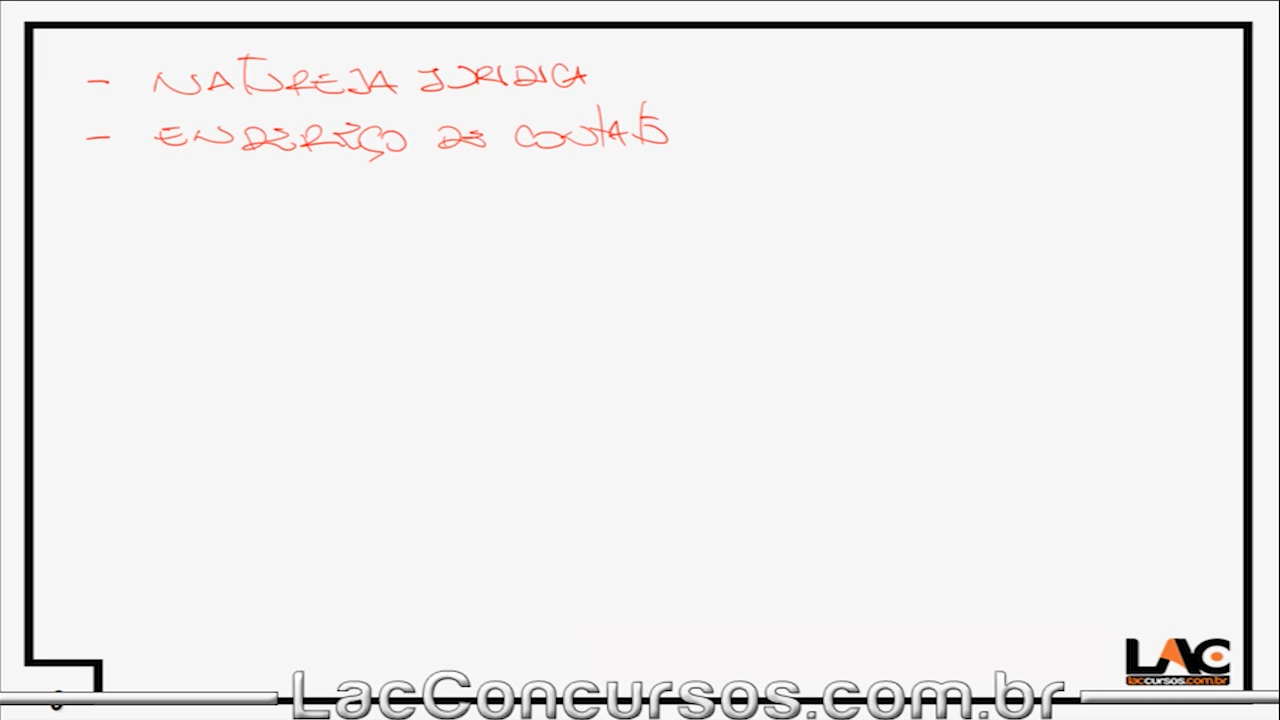 - NATUREZA JURIDICA
- ENDEREÇO DE CONTATO
LAC
laccursos.com.br
LacConcursos.com.br